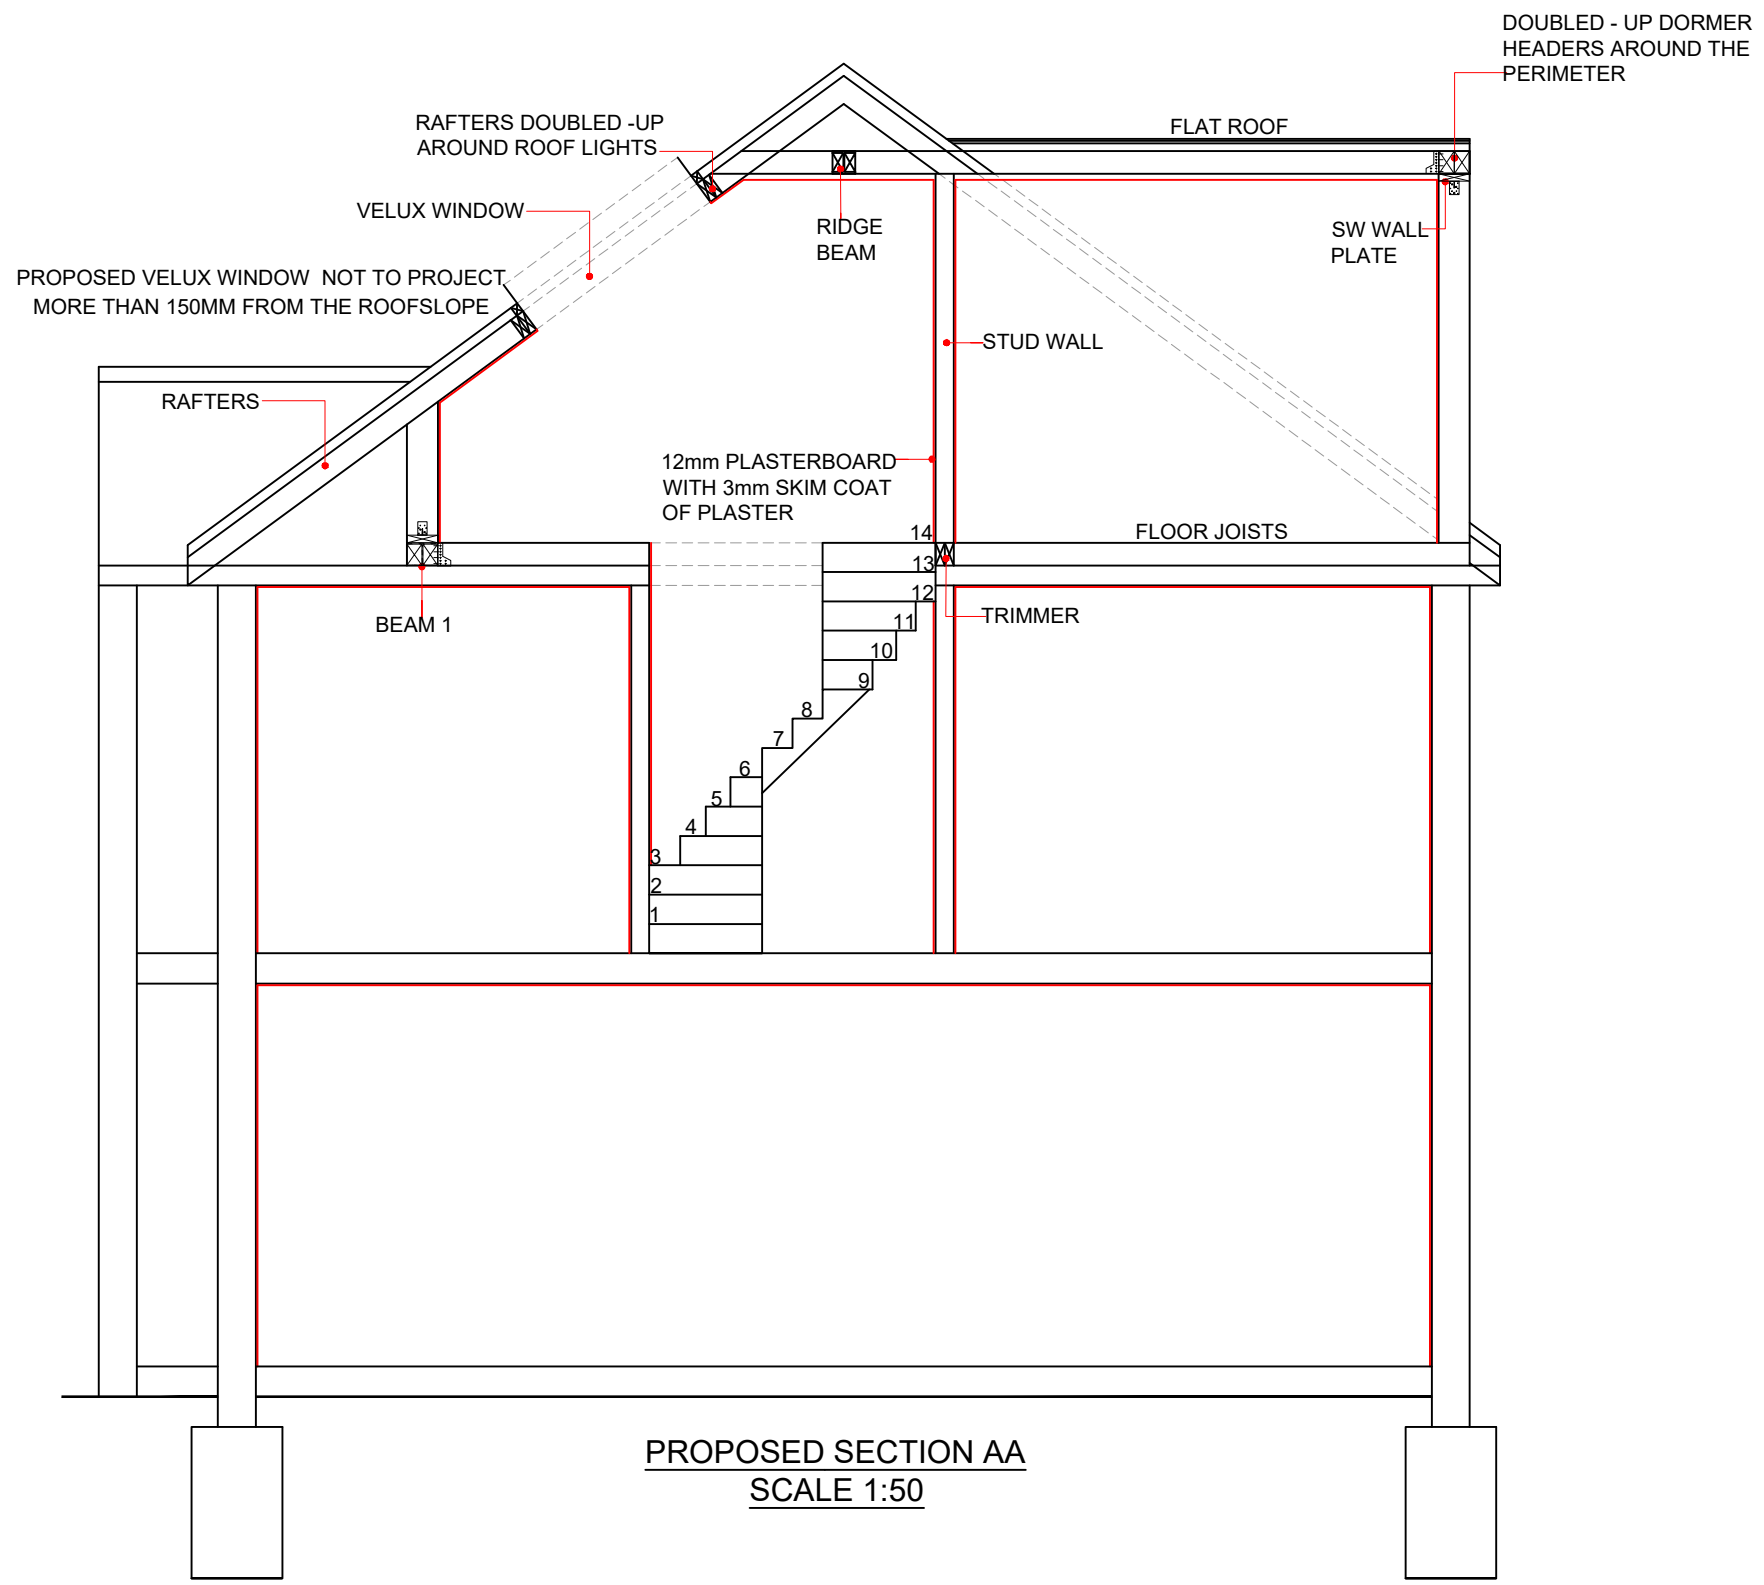 DOUBLED - UP DORMER
HEADERS AROUND THE
PERIMETER
RAFTERS DOUBLED -UP
AROUND ROOF LIGHTS
FLAT ROOF
VELUX WINDOW
RIDGE
BEAM
SW WALL
PLATE
PROPOSED VELUX WINDOW NOT TO PROJECT
MORE THAN 150MM FROM THE ROOFSLOPE
STUD WALL
RAFTERS
12mm PLASTERBOARD
WITH 3mm SKIM COAT
OF PLASTER
14
FLOOR JOISTS
13
12
TRIMMER
BEAM 1
11
10
9
8
7
6
5
4
3
2
1
PROPOSED SECTION AA
SCALE 1:50